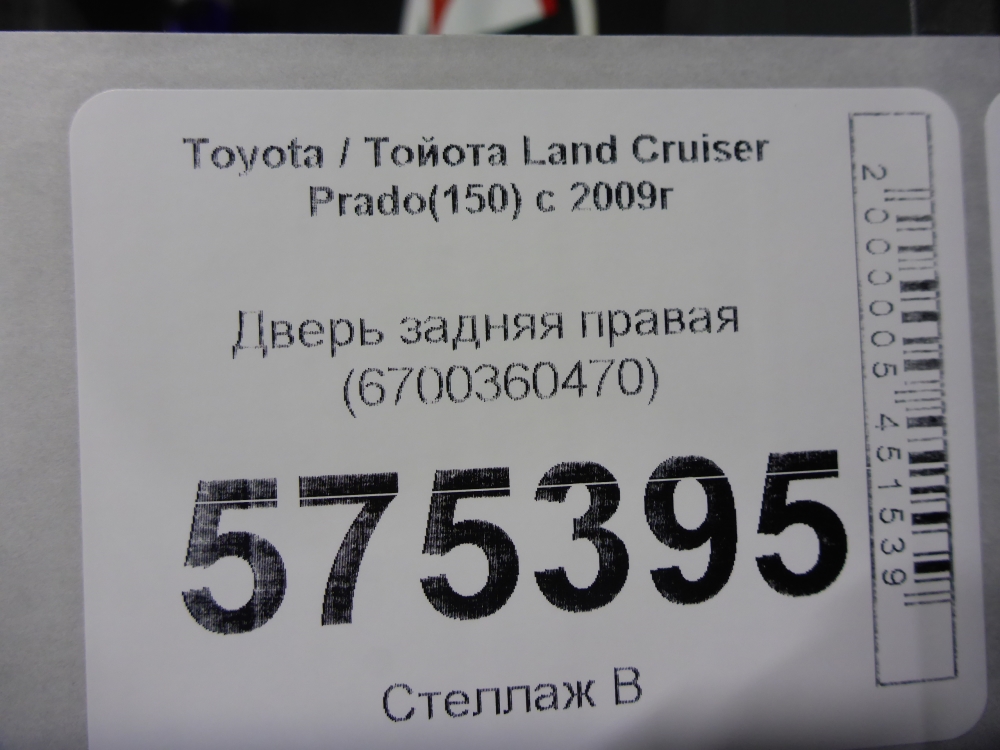 Toyota / Тойота Land Cruiser
Prado(150) с 2009г
Дверь задняя правая
(6700360470)
575395
Стеллаж В
2000005451539